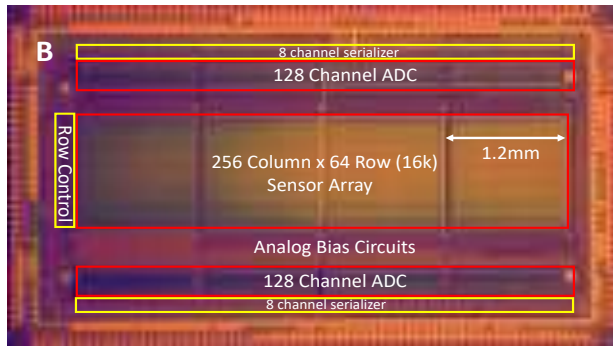 B
8 channel serializer
128 Channel ADC
Row Control
256 Column x 64 Row (16k)
Sensor Array
1.2mm
Analog Bias Circuits
128 Channel ADC
8 channel serializer